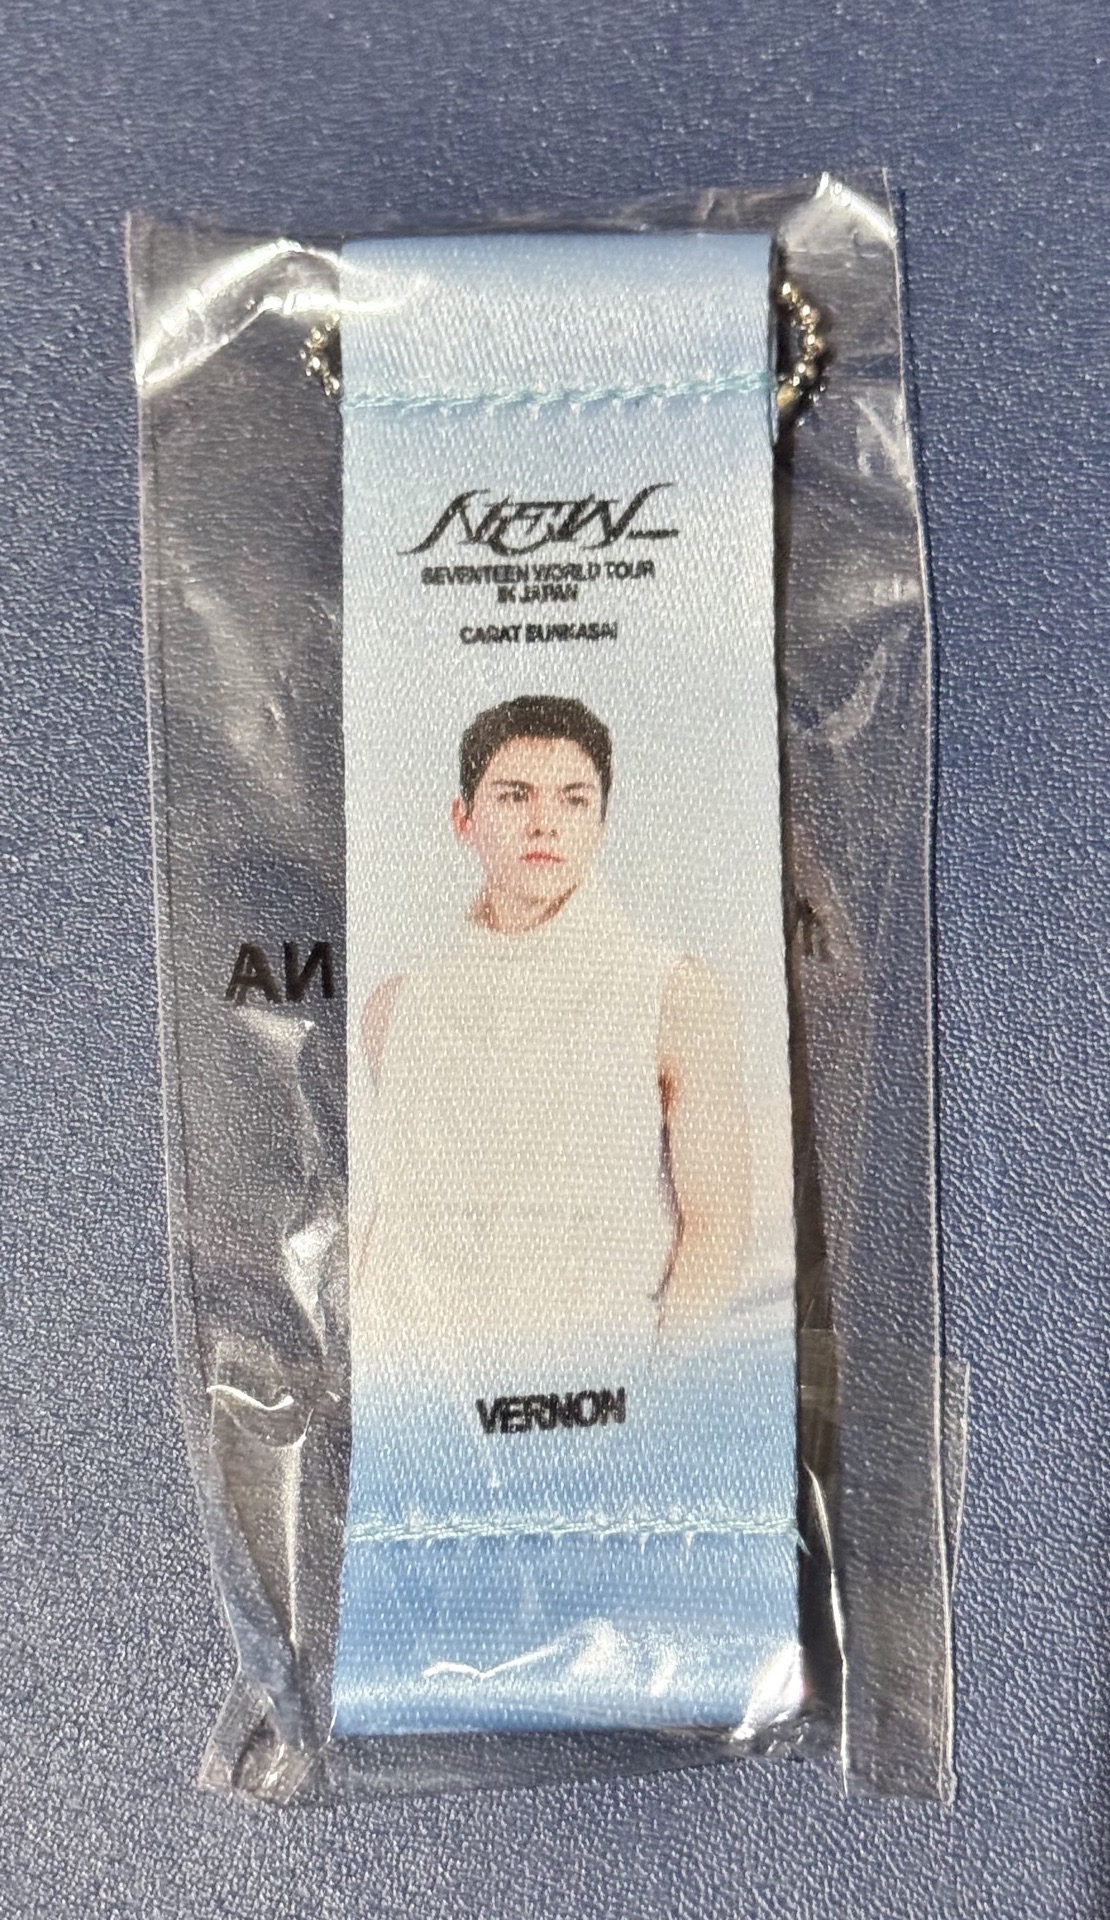 NEW_
SEVENTEEN WORLD TOUR
IN JAPAN
CARAT BUNKASAI
VERNON